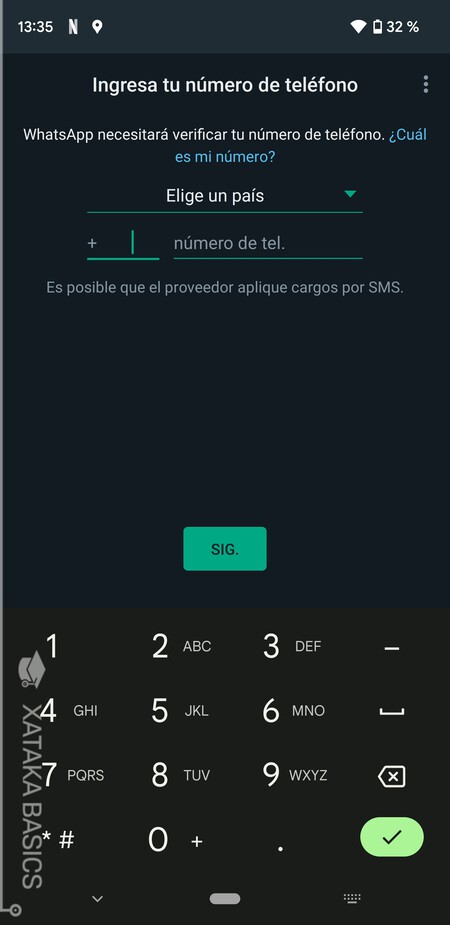 13:35 N 32 %
Ingresa tu número de teléfono
WhatsApp necesitará verificar tu número de teléfono. ¿Cuál
es mi número?
Elige un país
+ número de tel.
Es posible que el proveedor aplique cargos por SMS.
SIG.
1 2 ABC 3 DEF –
4 GHI 5 JKL 6 MNO
7 PQRS 8 TUV 9 WXYZ
* # 0 + .
XATAKA BASICS